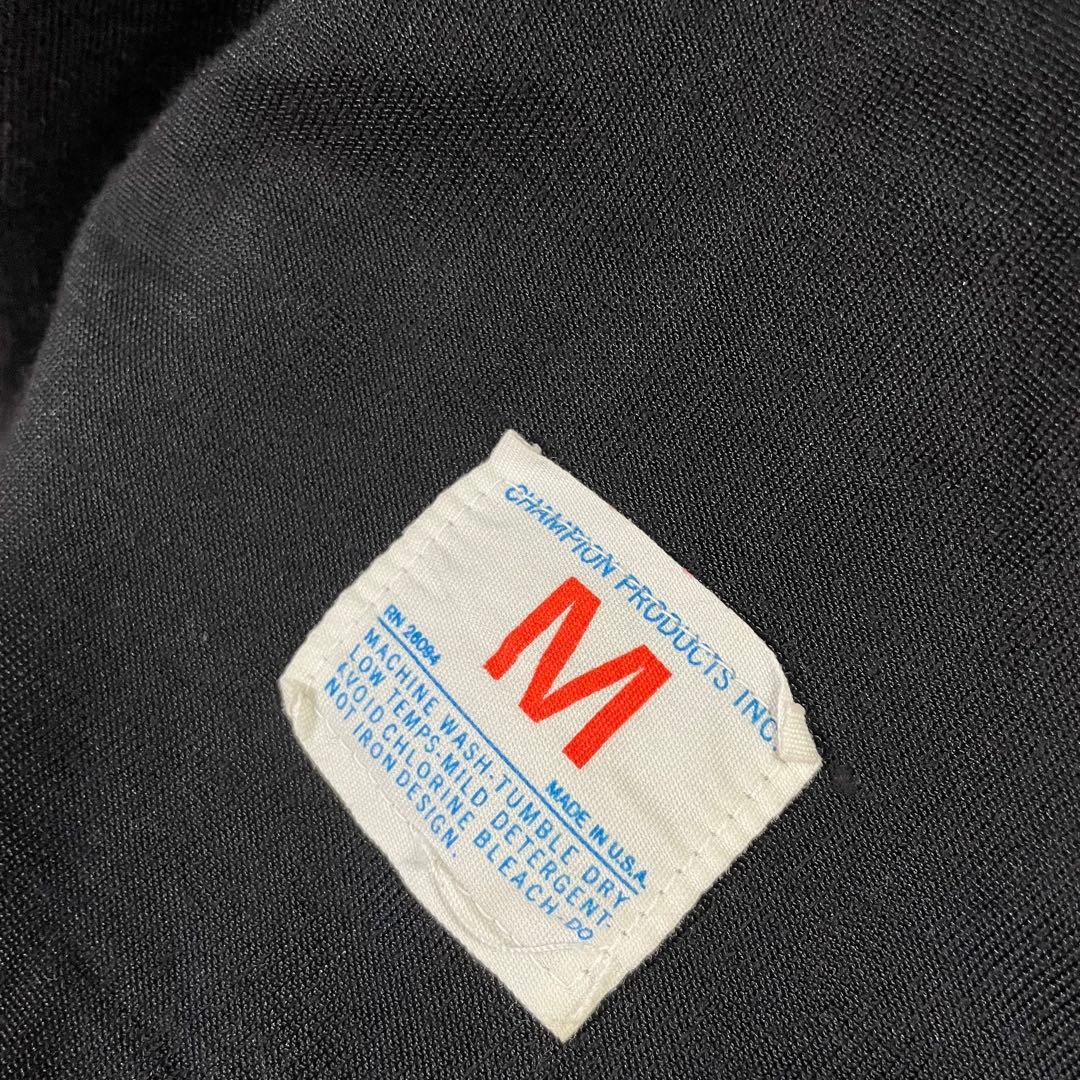 CHAMPION PRODUCTS INC.
M
RN 26094 MADE IN U.S.A.
MACHINE WASH-TUMBLE DRY
LOW TEMPS-MILD DETERGENT-
AVOID CHLORINE BLEACH-DO
NOT IRON DESIGN.